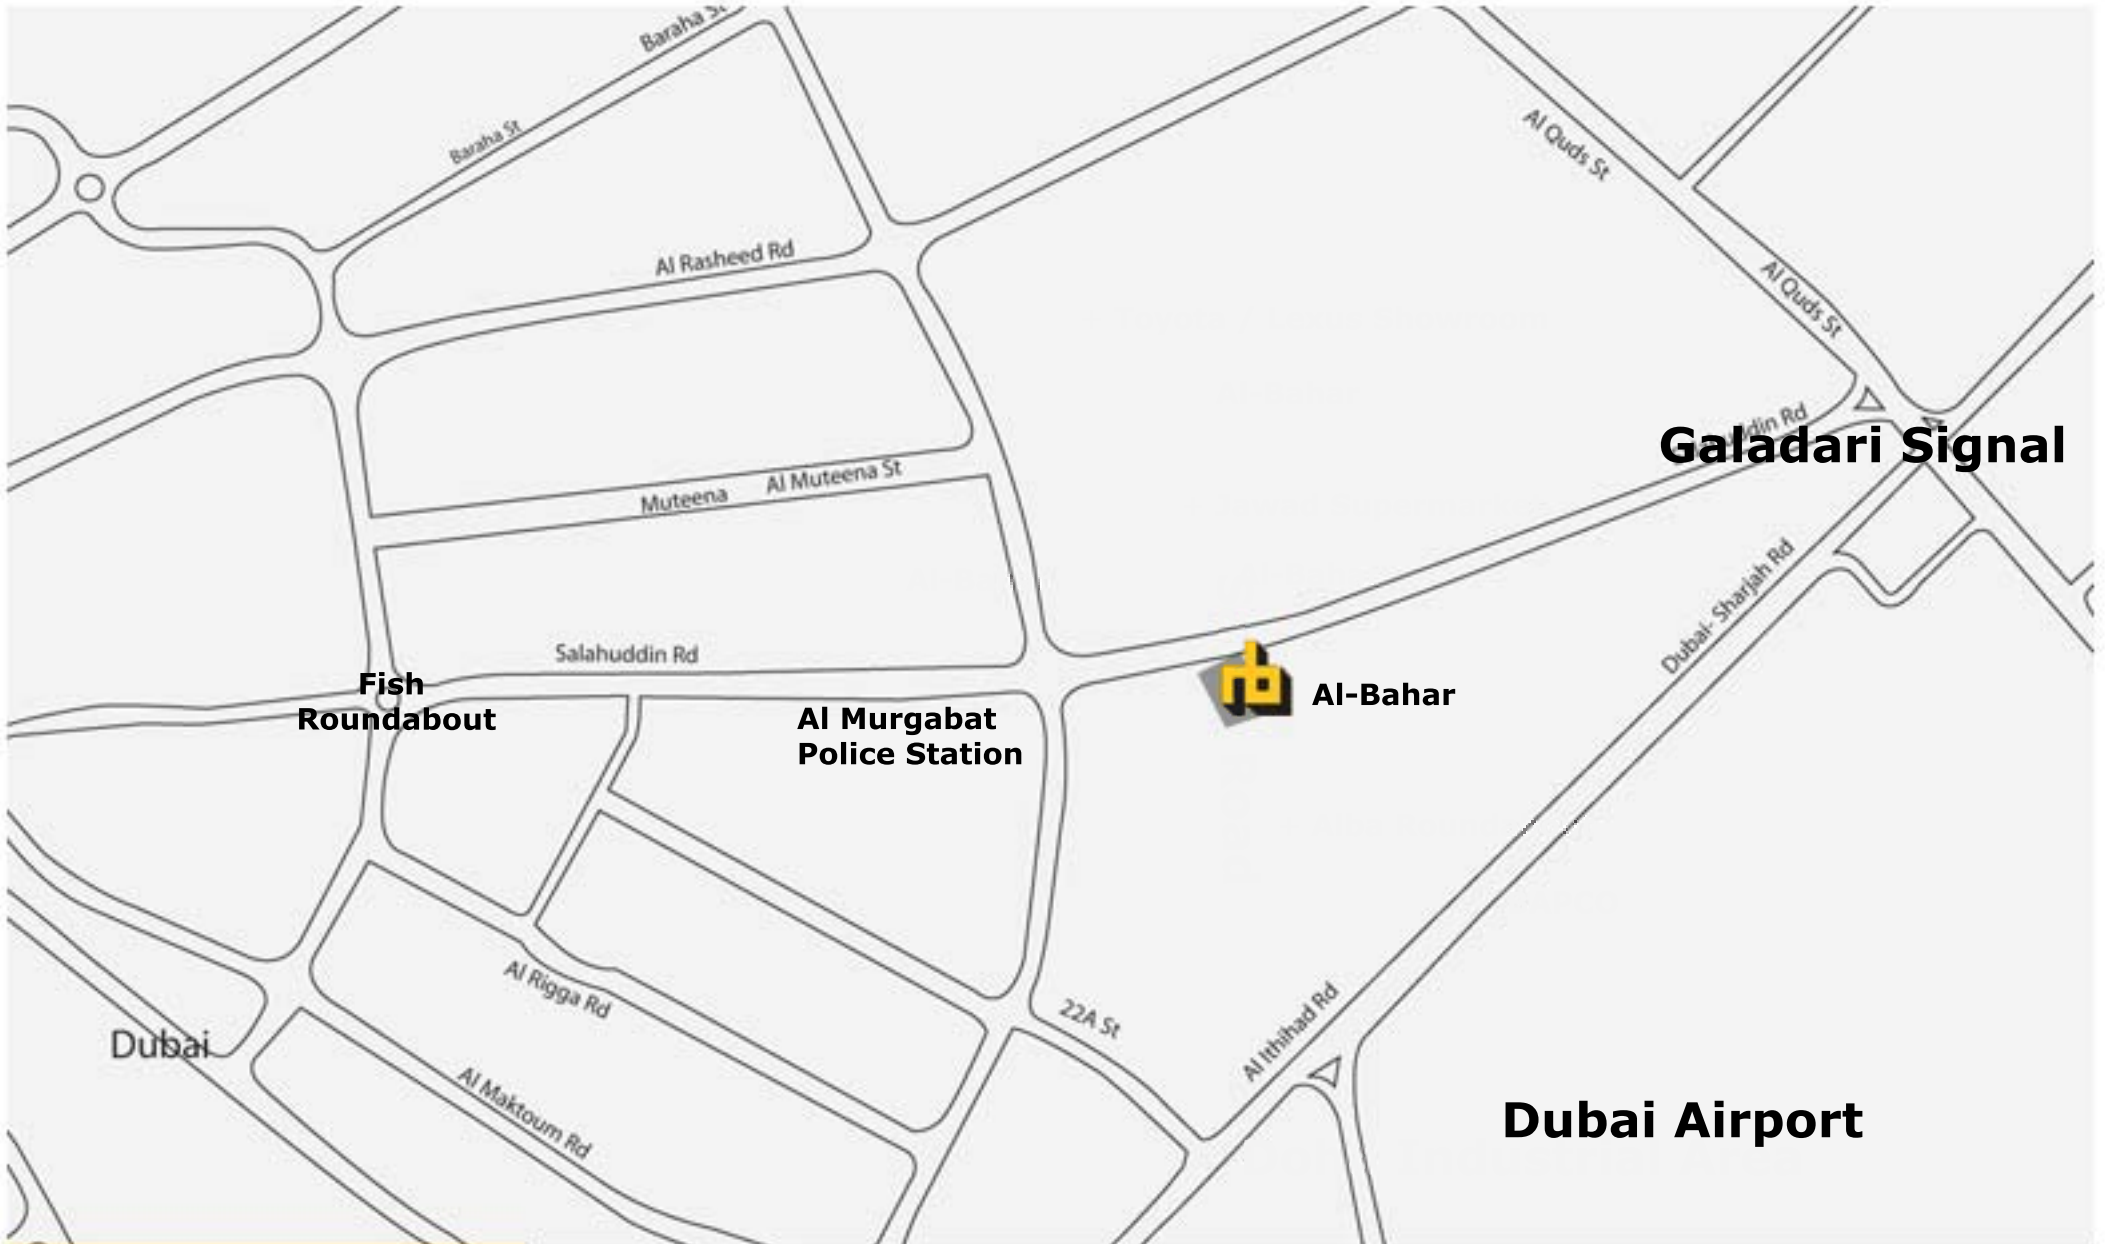 Baraha St
Baraha St
Al Quds St
Al Rasheed Rd
Al Quds St
Rd
Galadari Signal
Muteena
Al Muteena St
Dubai- Sharjah Rd
Salahuddin Rd
Fish
Roundabout
Al-Bahar
Al Murgabat
Police Station
Al Rigga Rd
22A St
Al Ithihad Rd
Dubai
Al Maktoum Rd
Dubai Airport